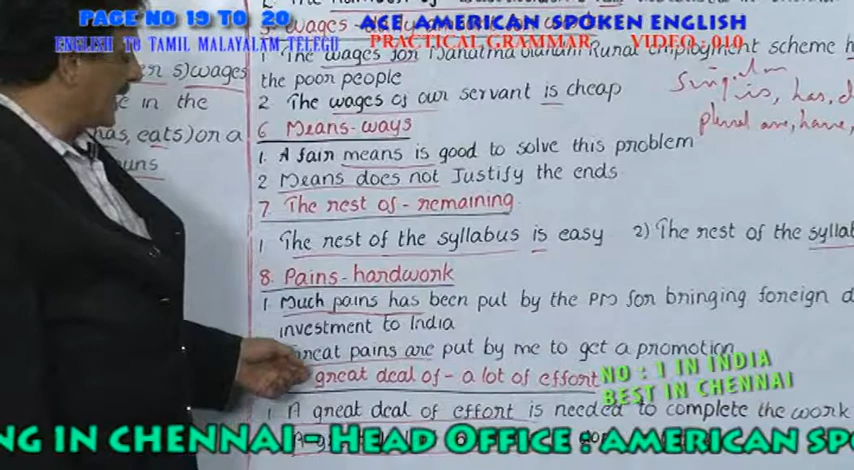 PAGE NO 19 TO 20 ACE AMERICAN SPOKEN ENGLISH
ENGLISH TO TAMIL MALAYALAM TELEGU PRACTICAL GRAMMAR VIDEO : 010
5 Wages
1 The wages for Rural employment scheme
the poor people
2 The wages of our servant is cheap
6 Means-ways
1. A fair means is good to solve this problem
2 Means does not Justify the ends
7. The rest of - remaining
1 The rest of the syllabus is easy 2) The rest of the
8. Pains - hardwork
1. Much pains has been put by the PM for bringing foreign
investment to India
pains are put by me to get a promotion
great deal of - a lot of effort
1. A great deal of effort is needed to complete the work
s) wages
in the
has, eats) or a
Singular
is, has,
plural are, have,
NO : 1 IN INDIA
BEST IN CHENNAI
IN CHENNAI - HEAD OFFICE : AMERICAN